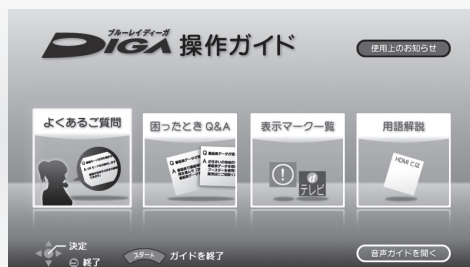 ブルーレイディーガ
DIGA 操作ガイド
使用上のお知らせ
よくあるご質問
困ったとき Q&A
表示マーク一覧
用語解説
!
d
テレビ
HDMI とは
決定
終了
スタート ガイドを終了
音声ガイドを開く